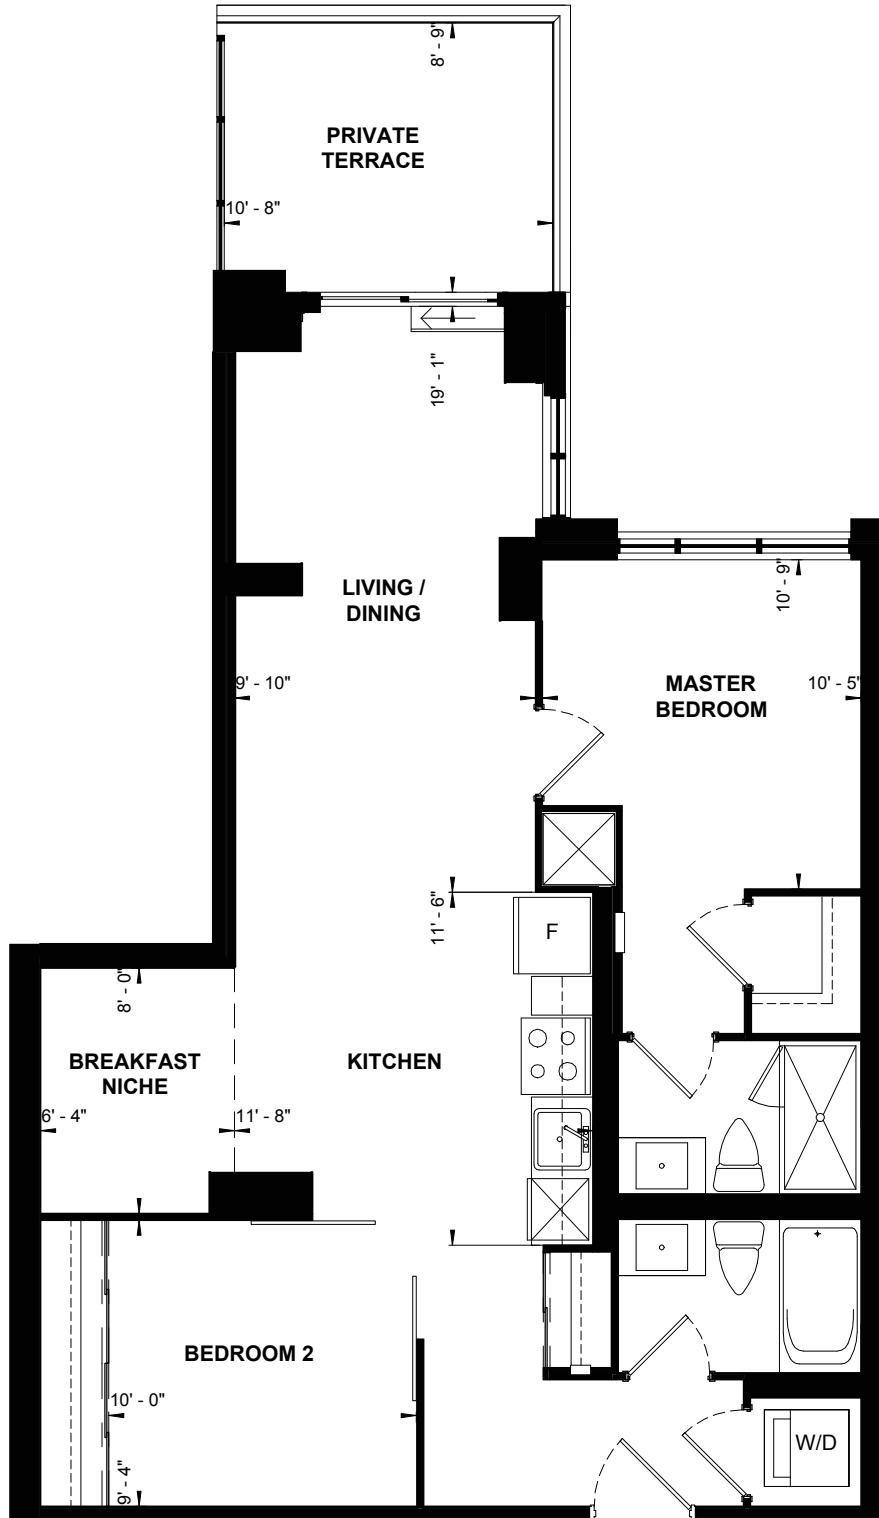 8' - 9"
PRIVATE
TERRACE
10' - 8"
19' - 1"
LIVING /
DINING
10' - 9"
9' - 10"
MASTER
BEDROOM
10' - 5"
11' - 6"
F
8' - 0"
BREAKFAST
NICHE
KITCHEN
6' - 4"
11' - 8"
BEDROOM 2
10' - 0"
9' - 4"
W/D